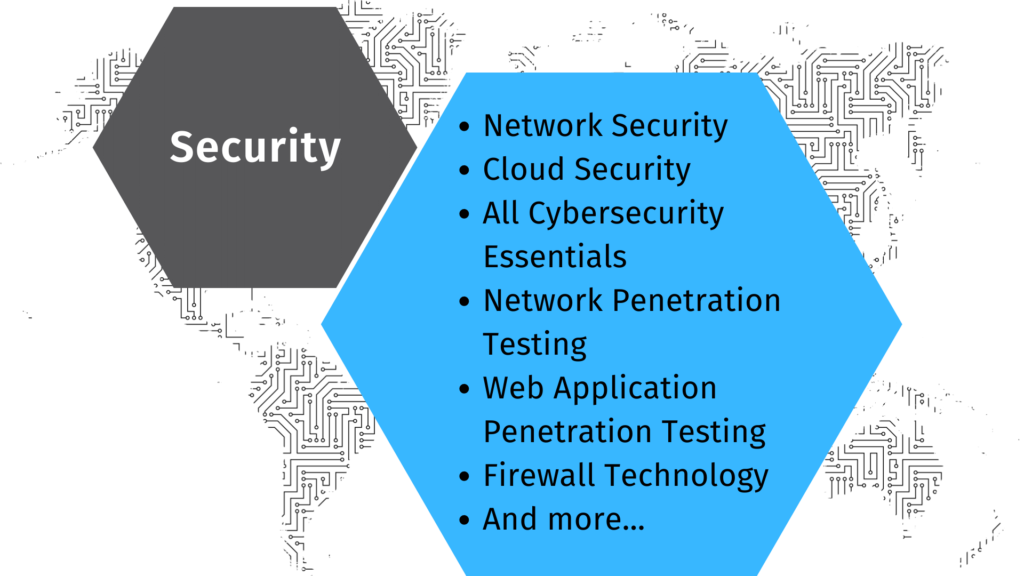 Security
• Network Security
• Cloud Security
• All Cybersecurity
Essentials
• Network Penetration
Testing
• Web Application
Penetration Testing
• Firewall Technology
• And more...